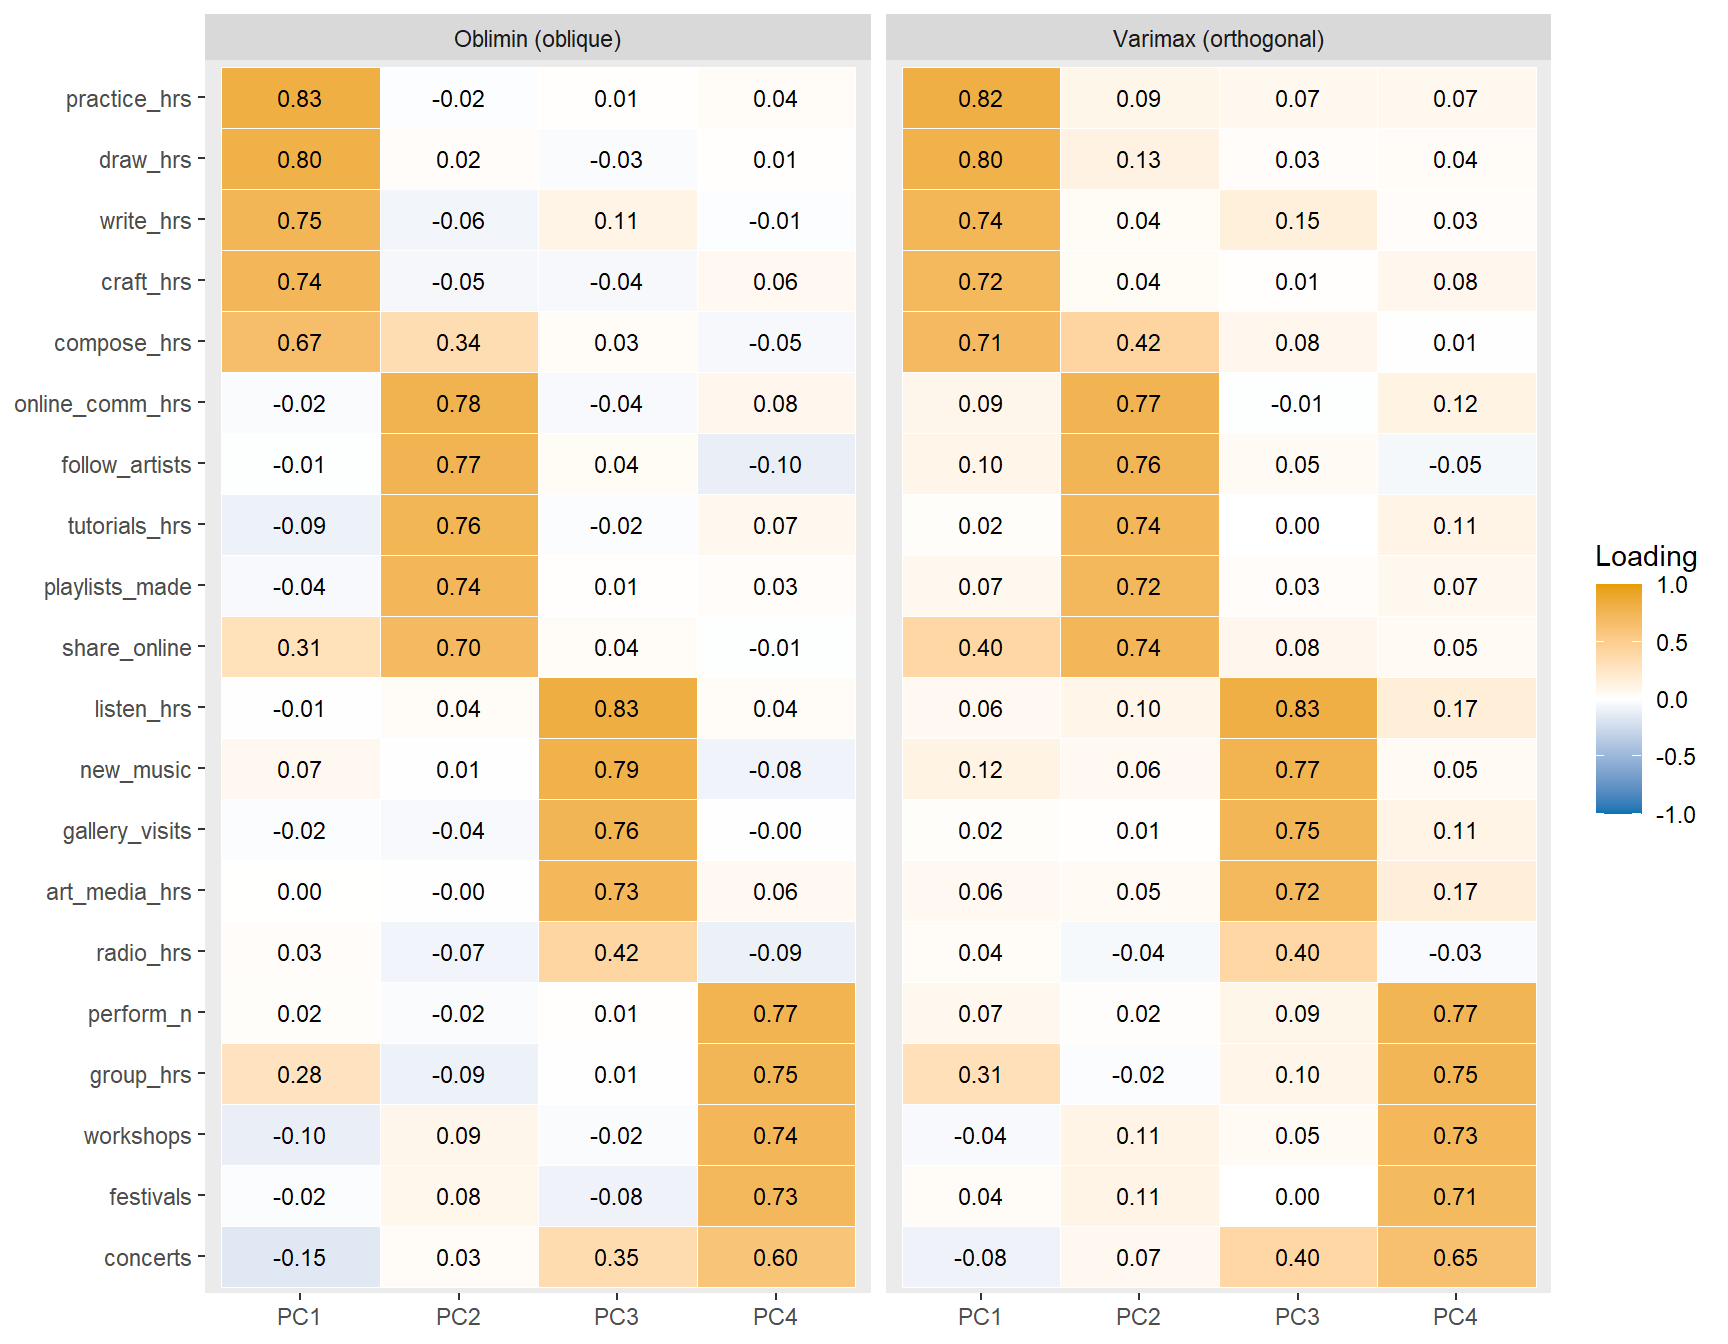 Oblimin (oblique) Varimax (orthogonal)
practice_hrs 0.83 -0.02 0.01 0.04 0.82 0.09 0.07 0.07
draw_hrs 0.80 0.02 -0.03 0.01 0.80 0.13 0.03 0.04
write_hrs 0.75 -0.06 0.11 -0.01 0.74 0.04 0.15 0.03
craft_hrs 0.74 -0.05 -0.04 0.06 0.72 0.04 0.01 0.08
compose_hrs 0.67 0.34 0.03 -0.05 0.71 0.42 0.08 0.01
online_comm_hrs -0.02 0.78 -0.04 0.08 0.09 0.77 -0.01 0.12
follow_artists -0.01 0.77 0.04 -0.10 0.10 0.76 0.05 -0.05
tutorials_hrs -0.09 0.76 -0.02 0.07 0.02 0.74 0.00 0.11
playlists_made -0.04 0.74 0.01 0.03 0.07 0.72 0.03 0.07
share_online 0.31 0.70 0.04 -0.01 0.40 0.74 0.08 0.05
listen_hrs -0.01 0.04 0.83 0.04 0.06 0.10 0.83 0.17
new_music 0.07 0.01 0.79 -0.08 0.12 0.06 0.77 0.05
gallery_visits -0.02 -0.04 0.76 -0.00 0.02 0.01 0.75 0.11
art_media_hrs 0.00 -0.00 0.73 0.06 0.06 0.05 0.72 0.17
radio_hrs 0.03 -0.07 0.42 -0.09 0.04 -0.04 0.40 -0.03
perform_n 0.02 -0.02 0.01 0.77 0.07 0.02 0.09 0.77
group_hrs 0.28 -0.09 0.01 0.75 0.31 -0.02 0.10 0.75
workshops -0.10 0.09 -0.02 0.74 -0.04 0.11 0.05 0.73
festivals -0.02 0.08 -0.08 0.73 0.04 0.11 0.00 0.71
concerts -0.15 0.03 0.35 0.60 -0.08 0.07 0.40 0.65
PC1 PC2 PC3 PC4 PC1 PC2 PC3 PC4
Loading
1.0
0.5
0.0
-0.5
-1.0